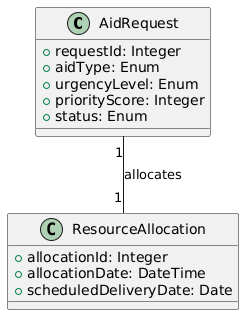 C AidRequest
requestId: Integer
aidType: Enum
urgencyLevel: Enum
priorityScore: Integer
status: Enum
1
allocates
1
C ResourceAllocation
allocationId: Integer
allocationDate: DateTime
scheduledDeliveryDate: Date